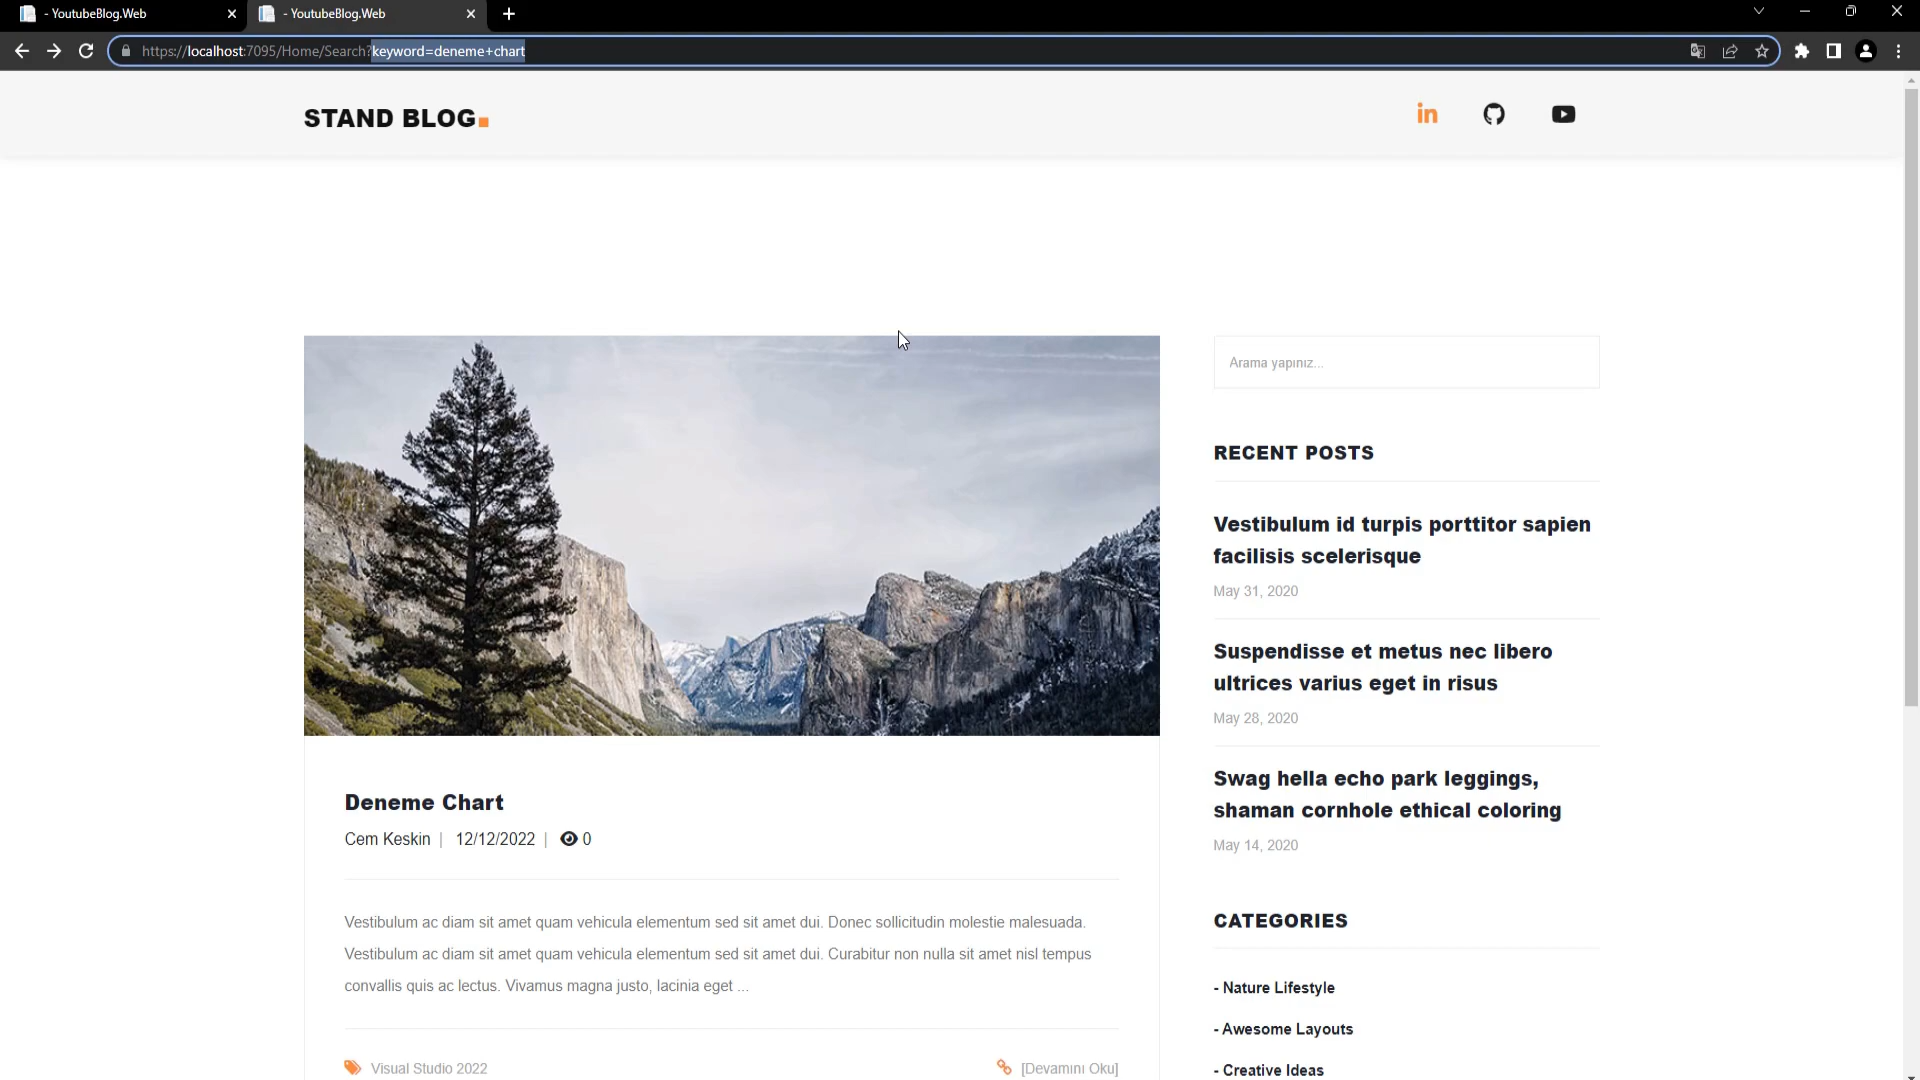 - YoutubeBlog.Web
- YoutubeBlog.Web
https://localhost:7095/Home/Search?keyword=deneme+chart
STAND BLOG.
Arama yapınız...
RECENT POSTS
Vestibulum id turpis porttitor sapien
facilisis scelerisque
May 31, 2020
Suspendisse et metus nec libero
ultrices varius eget in risus
May 28, 2020
Swag hella echo park leggings,
shaman cornhole ethical coloring
May 14, 2020
CATEGORIES
- Nature Lifestyle
- Awesome Layouts
- Creative Ideas
Deneme Chart
Cem Keskin | 12/12/2022 | 0
Vestibulum ac diam sit amet quam vehicula elementum sed sit amet dui. Donec sollicitudin molestie malesuada.
Vestibulum ac diam sit amet quam vehicula elementum sed sit amet dui. Curabitur non nulla sit amet nisl tempus
convallis quis ac lectus. Vivamus magna justo, lacinia eget ...
Visual Studio 2022
[Devamını Oku]